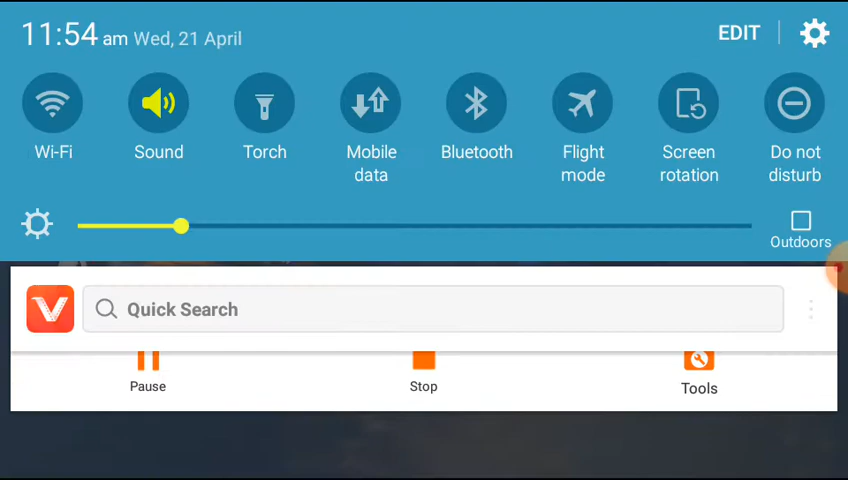 11:54 am Wed, 21 April
EDIT
Wi-Fi
Sound
Torch
Mobile
data
Bluetooth
Flight
mode
Screen
rotation
Do not
disturb
Outdoors
Quick Search
Pause
Stop
Tools